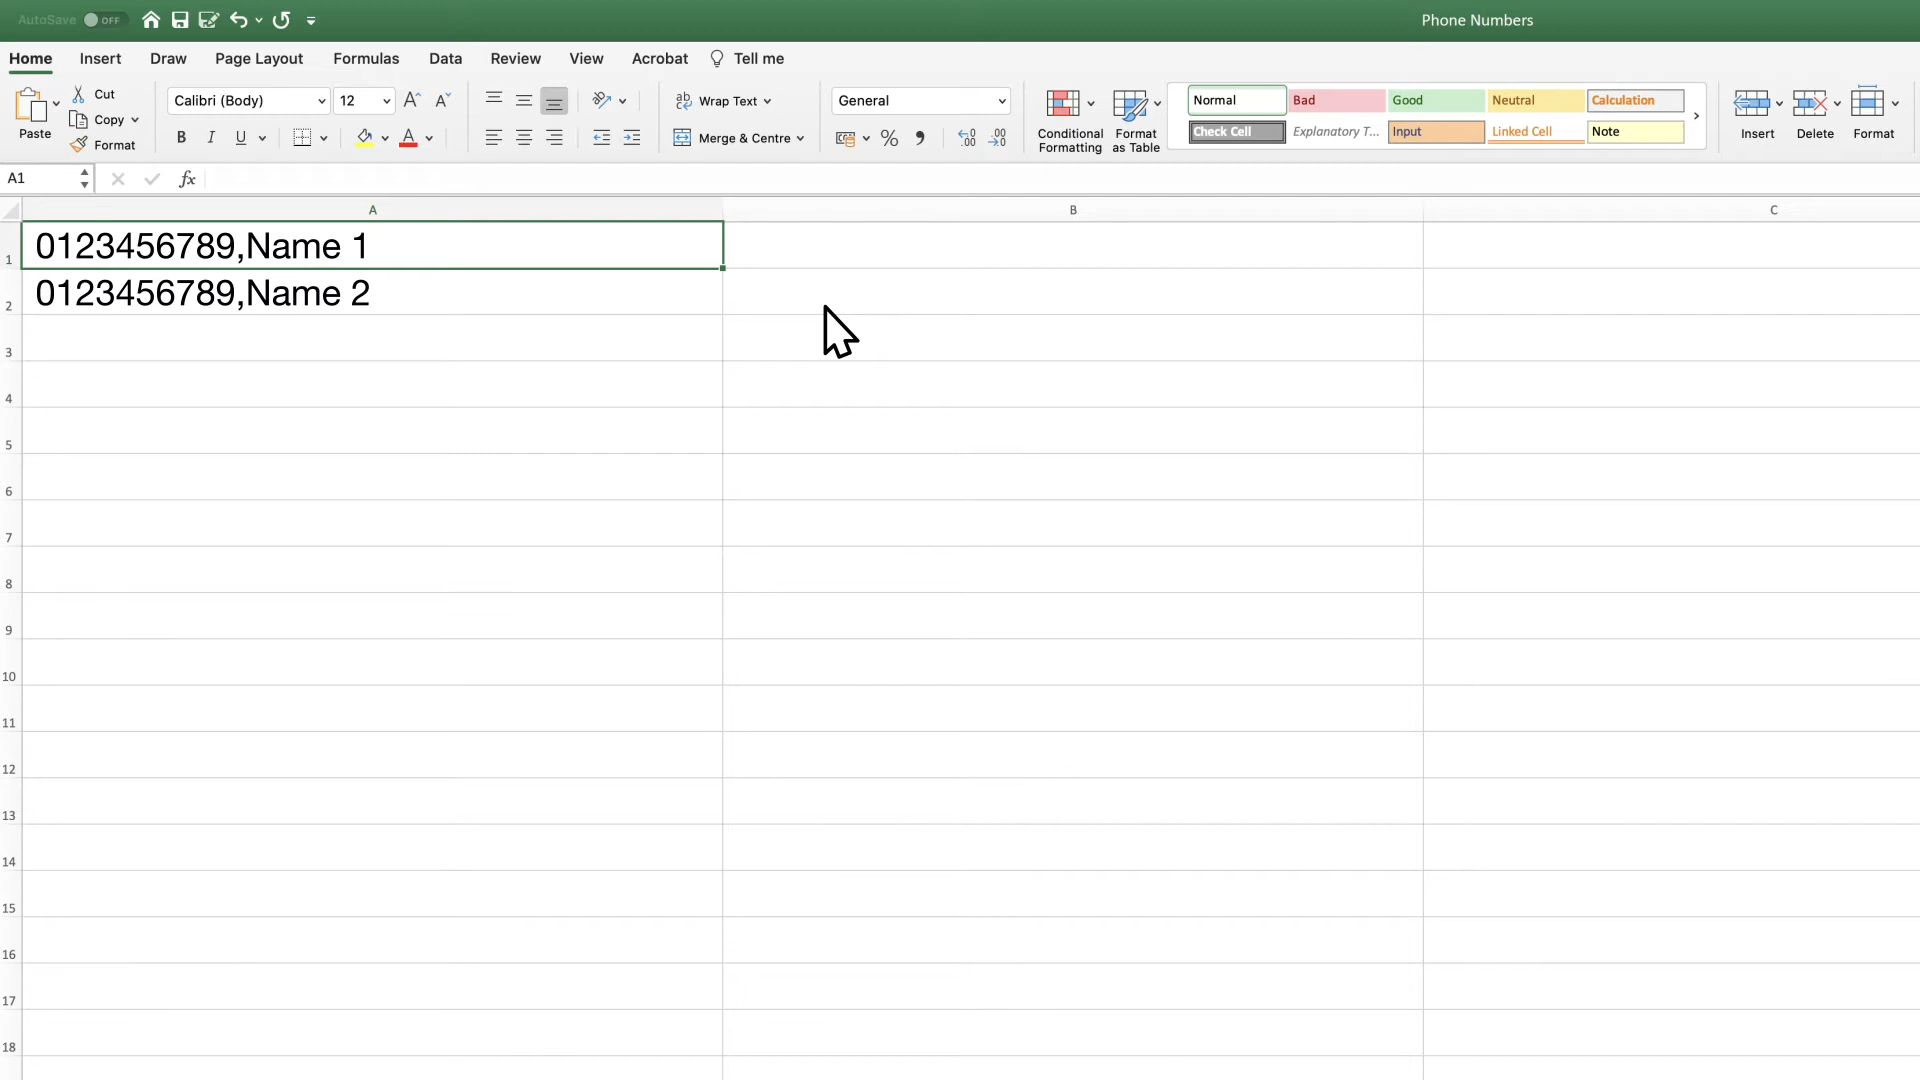 AutoSave OFF Phone Numbers
Home Insert Draw Page Layout Formulas Data Review View Acrobat Tell me
Paste Cut Calibri (Body) 12 Wrap Text General Conditional Formatting Format as Table Normal Bad Good Neutral Calculation Insert Delete Format
Copy
Format B I U Merge & Centre % Check Cell Explanatory T... Input Linked Cell Note
A1 fx
A B C
1 0123456789,Name 1
2 0123456789,Name 2
3
4
5
6
7
8
9
10
11
12
13
14
15
16
17
18